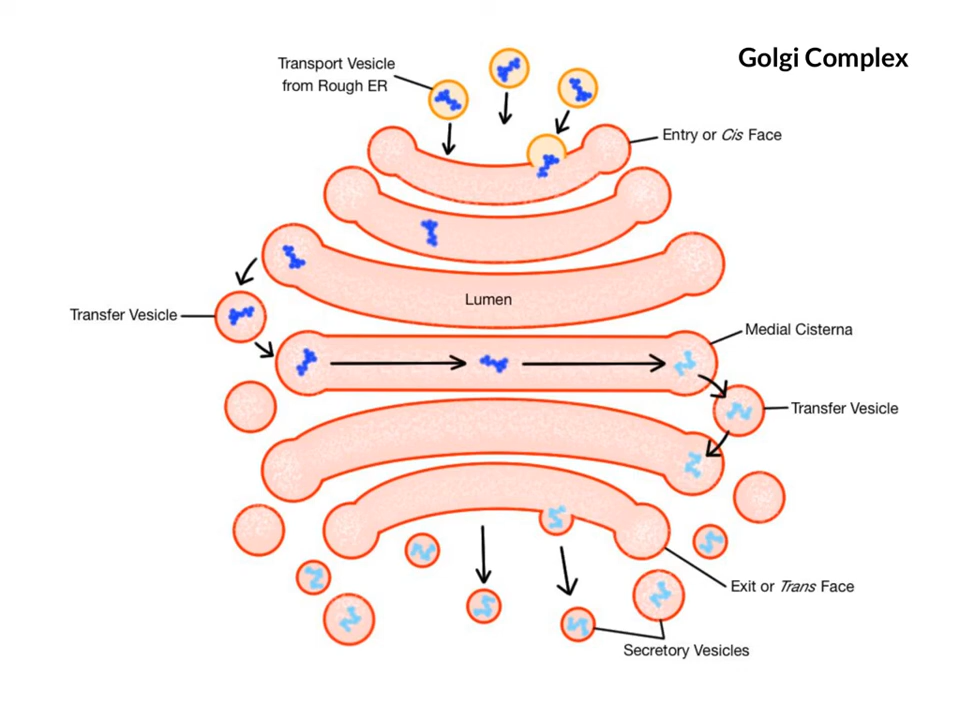 Golgi Complex
Transport Vesicle
from Rough ER
Entry or Cis Face
Lumen
Transfer Vesicle
Medial Cisterna
Transfer Vesicle
Exit or Trans Face
Secretory Vesicles